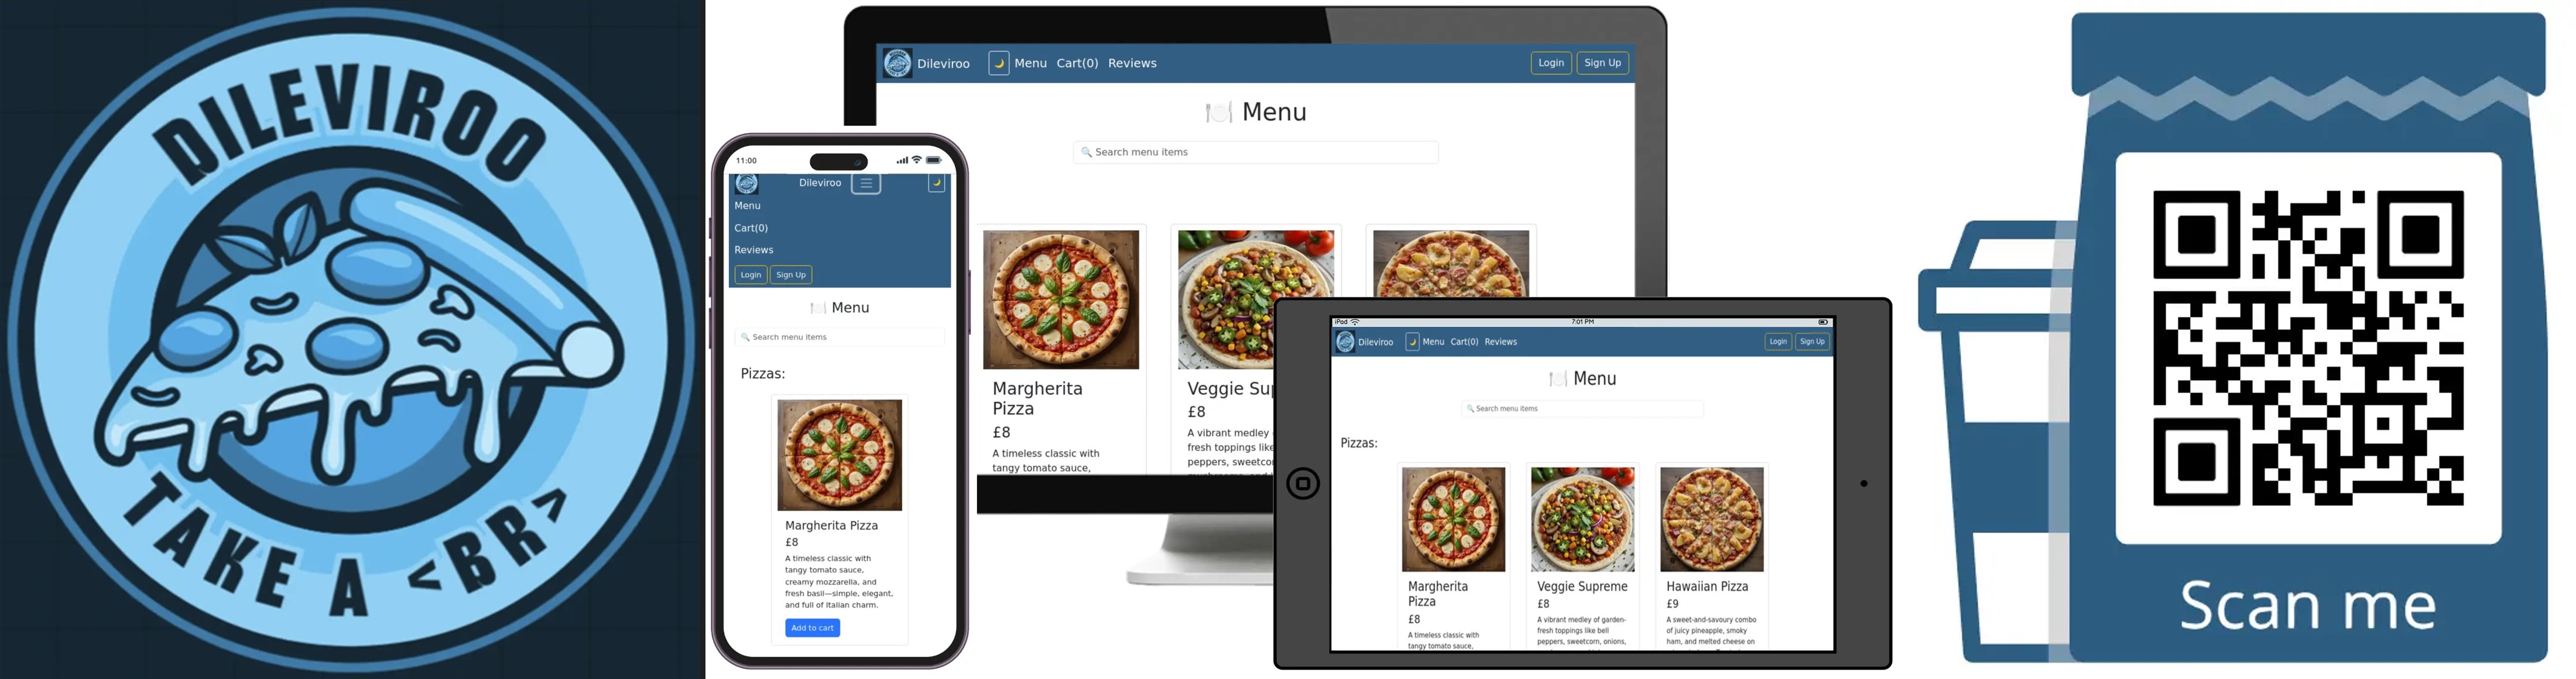 DILEVIROO
TAKE A <BR>
11:00
Dileviroo
Menu
Cart(0)
Reviews
Login Sign Up
Menu
Search menu items
Pizzas:
Margherita Pizza
£8
A timeless classic with
tangy tomato sauce,
creamy mozzarella, and
fresh basil—simple, elegant,
and full of Italian charm.
Add to cart
Dileviroo Menu Cart(0) Reviews Login Sign Up
Menu
Search menu items
Margherita
Pizza
£8
A timeless classic with
tangy tomato sauce,
Veggie Sup
£8
A vibrant medley
fresh toppings like
peppers, sweetcor
iPad 7:01 PM
Dileviroo Menu Cart(0) Reviews Login Sign Up
Menu
Search menu items
Pizzas:
Margherita
Pizza
£8
A timeless classic with
tangy tomato sauce,
Veggie Supreme
£8
A vibrant medley of garden-
fresh toppings like bell
peppers, sweetcorn, onions,
Hawaiian Pizza
£9
A sweet-and-savoury combo
of juicy pineapple, smoky
ham, and melted cheese on
Scan me